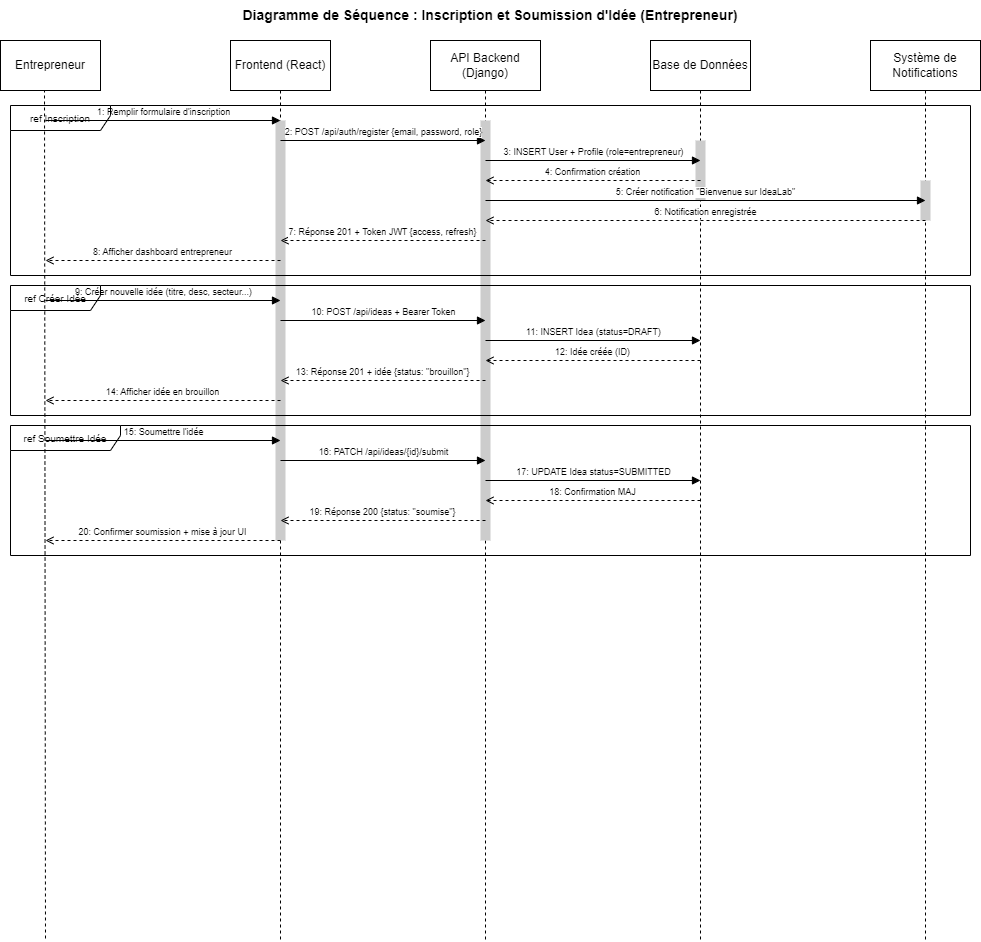 Diagramme de Séquence : Inscription et Soumission d'Idée (Entrepreneur)
Entrepreneur
Frontend (React)
API Backend
(Django)
Base de Données
Système de
Notifications
ref Inscription
1: Remplir formulaire d'inscription
2: POST /api/auth/register {email, password, role}
3: INSERT User + Profile (role=entrepreneur)
4: Confirmation création
5: Créer notification "Bienvenue sur IdeaLab"
6: Notification enregistrée
7: Réponse 201 + Token JWT {access, refresh}
8: Afficher dashboard entrepreneur
ref Créer Idée
9: Créer nouvelle idée (titre, desc, secteur...)
10: POST /api/ideas + Bearer Token
11: INSERT Idea (status=DRAFT)
12: Idée créée (ID)
13: Réponse 201 + idée {status: "brouillon"}
14: Afficher idée en brouillon
ref Soumettre Idée
15: Soumettre l'idée
16: PATCH /api/ideas/{id}/submit
17: UPDATE Idea status=SUBMITTED
18: Confirmation MAJ
19: Réponse 200 {status: "soumise"}
20: Confirmer soumission + mise à jour UI